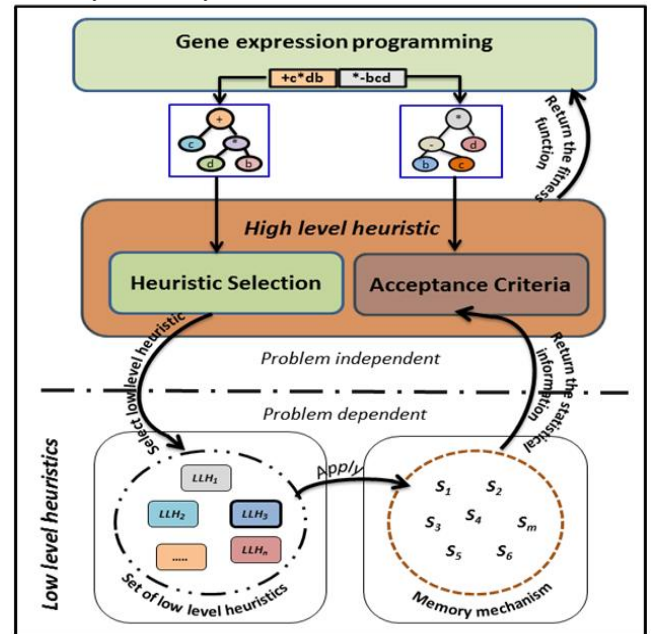 Gene expression programming
+c*db *-bcd
+
c *
d b
*
- d
b c
Return the fitness
function
High level heuristic
Heuristic Selection
Acceptance Criteria
Select low level heuristic
Problem independent
Return the statistical
information
Problem dependent
Low level heuristics
Apply
LLH1
LLH2 LLH3
..... LLHn
Set of low level heuristics
S1 S2
S3 S4 Sm
S5 S6
Memory mechanism